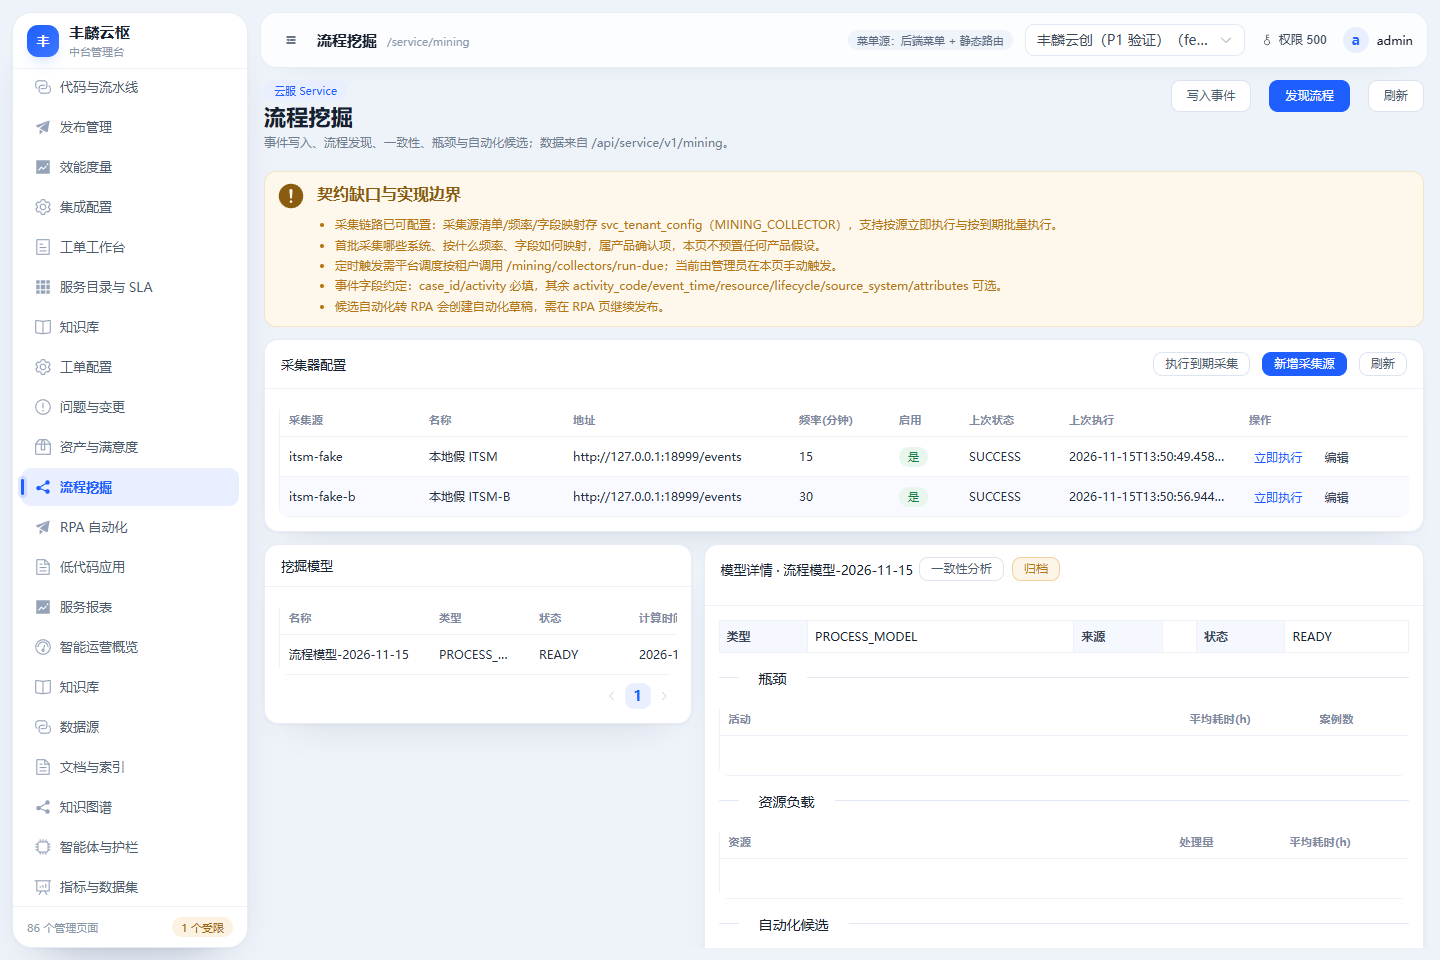 丰
丰麟云枢
中台管理台
代码与流水线
发布管理
效能度量
集成配置
工单工作台
服务目录与 SLA
知识库
工单配置
问题与变更
资产与满意度
流程挖掘
RPA 自动化
低代码应用
服务报表
智能运营概览
知识库
数据源
文档与索引
知识图谱
智能体与护栏
指标与数据集
86 个管理页面
1 个受限
流程挖掘 /service/mining
菜单源：后端菜单 + 静态路由
丰麟云创（P1 验证）（fe...
权限 500
a admin
云服 Service
流程挖掘
事件写入、流程发现、一致性、瓶颈与自动化候选；数据来自 /api/service/v1/mining。
写入事件
发现流程
刷新
契约缺口与实现边界
• 采集链路已可配置：采集源清单/频率/字段映射存 svc_tenant_config（MINING_COLLECTOR），支持按源立即执行与按到期批量执行。
• 首批采集哪些系统、按什么频率、字段如何映射，属产品确认项，本页不预置任何产品假设。
• 定时触发需平台调度按租户调用 /mining/collectors/run-due；当前由管理员在本页手动触发。
• 事件字段约定：case_id/activity 必填，其余 activity_code/event_time/resource/lifecycle/source_system/attributes 可选。
• 候选自动化转 RPA 会创建自动化草稿，需在 RPA 页继续发布。
采集器配置
执行到期采集
新增采集源
刷新
采集源 名称 地址 频率(分钟) 启用 上次状态 上次执行 操作
itsm-fake 本地假 ITSM http://127.0.0.1:18999/events 15 是 SUCCESS 2026-11-15T13:50:49.458... 立即执行 编辑
itsm-fake-b 本地假 ITSM-B http://127.0.0.1:18999/events 30 是 SUCCESS 2026-11-15T13:50:56.944... 立即执行 编辑
挖掘模型
名称 类型 状态 计算时
流程模型-2026-11-15 PROCESS_... READY 2026-1
1
模型详情 · 流程模型-2026-11-15
一致性分析
归档
类型 PROCESS_MODEL 来源 状态 READY
瓶颈
活动 平均耗时(h) 案例数
资源负载
资源 处理量 平均耗时(h)
自动化候选